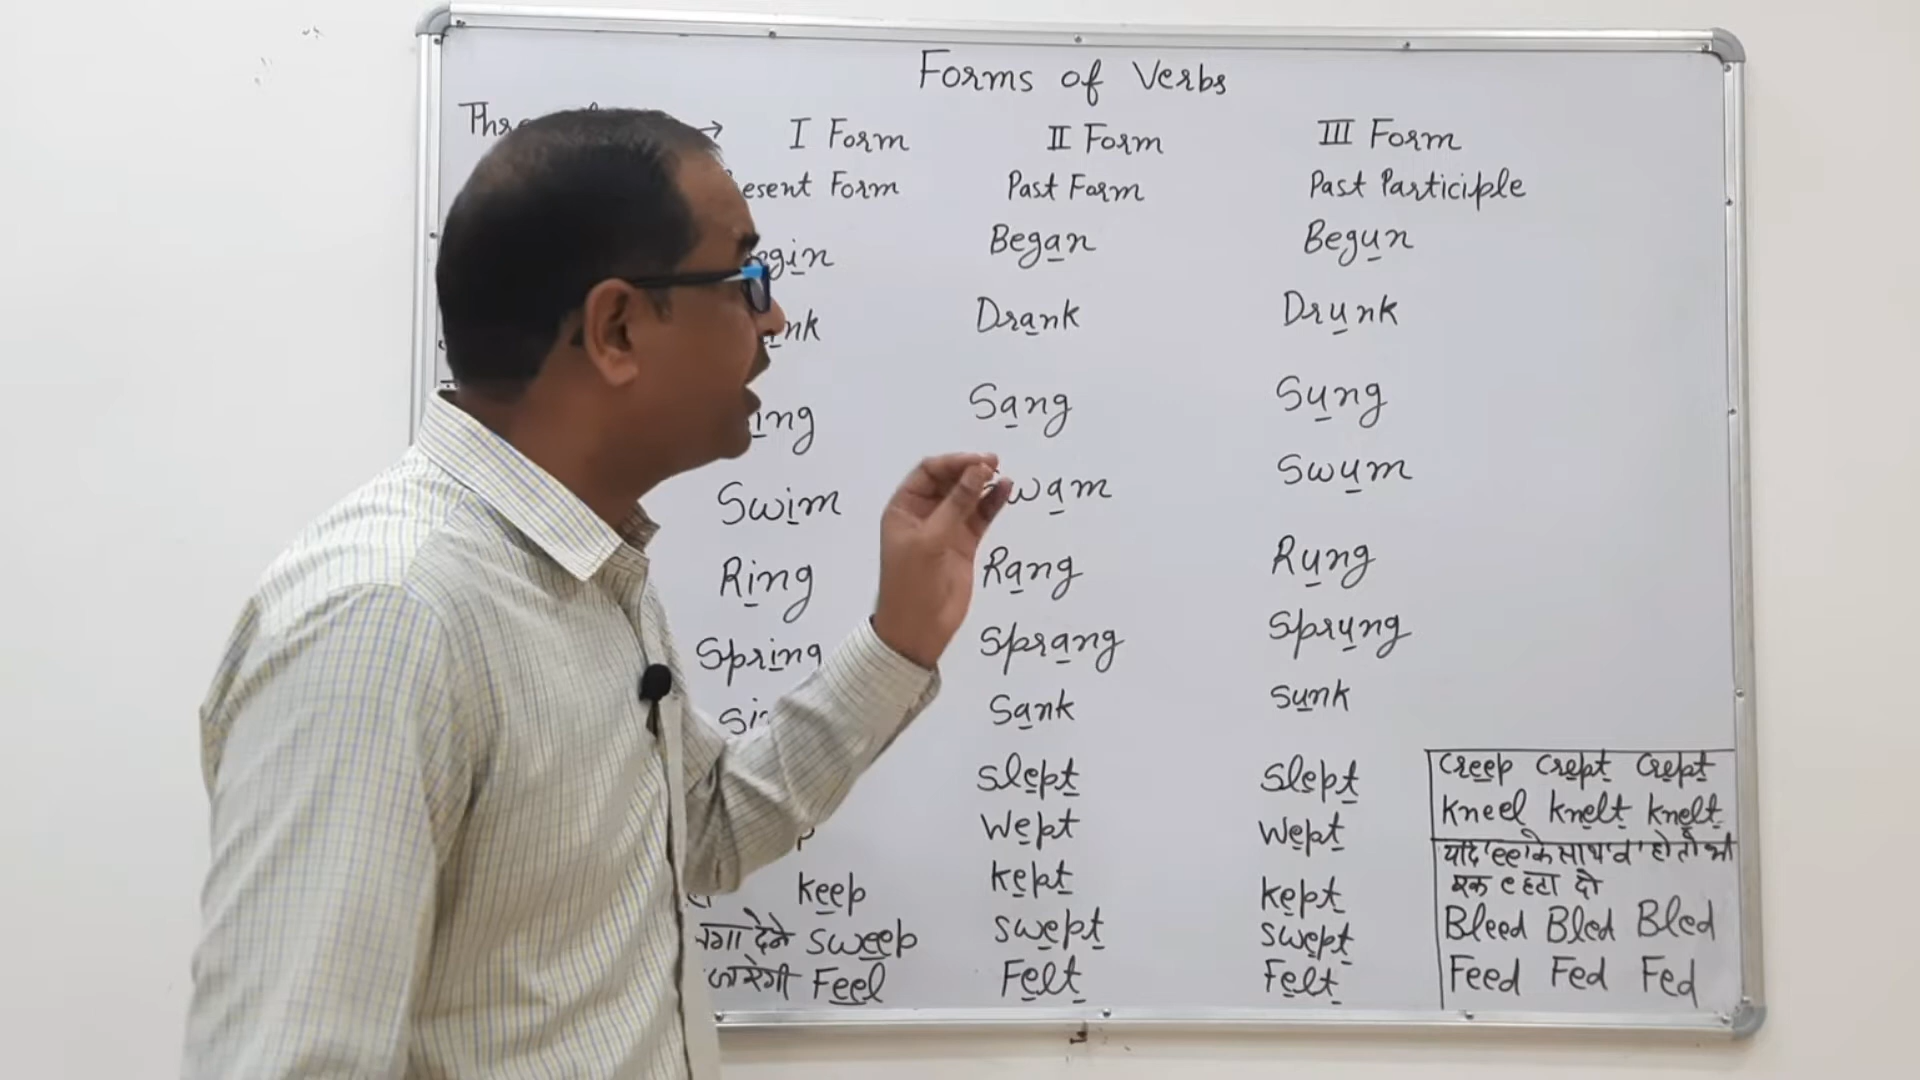 Forms of Verbs
I Form II Form III Form
Form Past Form Past Participle
Began Begun
Drank Drunk
Sang Sung
Swim Swum
Ring Rang Rung
Spring Sprang Sprung
Sank sunk
slept slept
wept wept
keep kept kept
देने sweep swept swept
Feel Felt Felt
creep crept crept
kneel knelt knelt
यदि 'ee' के साथ 'd' हो तो भी
एक e हटा दो
Bleed Bled Bled
Feed Fed Fed